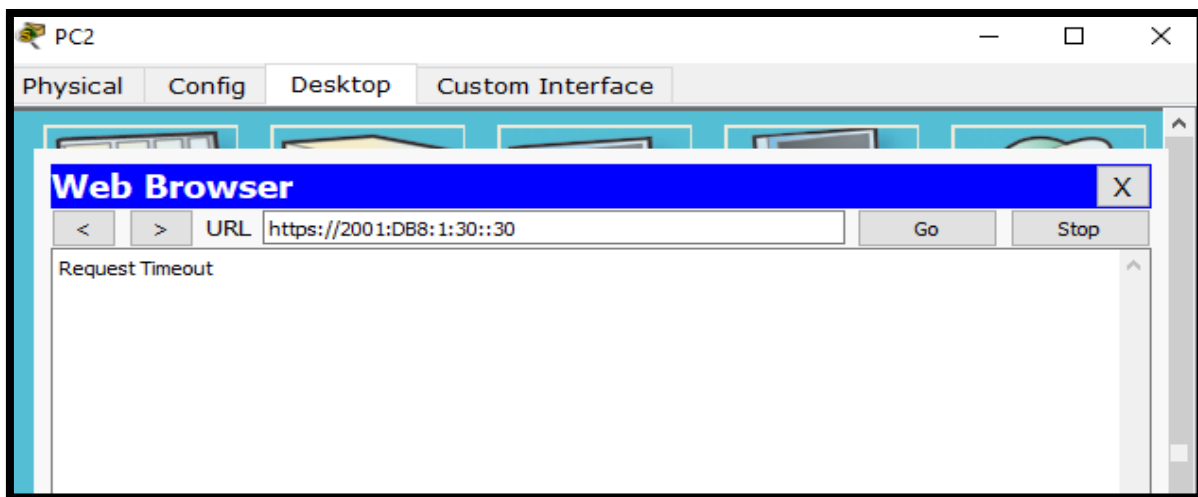 PC2
Physical Config Desktop Custom Interface
Web Browser X
< > URL https://2001:DB8:1:30::30 Go Stop
Request Timeout